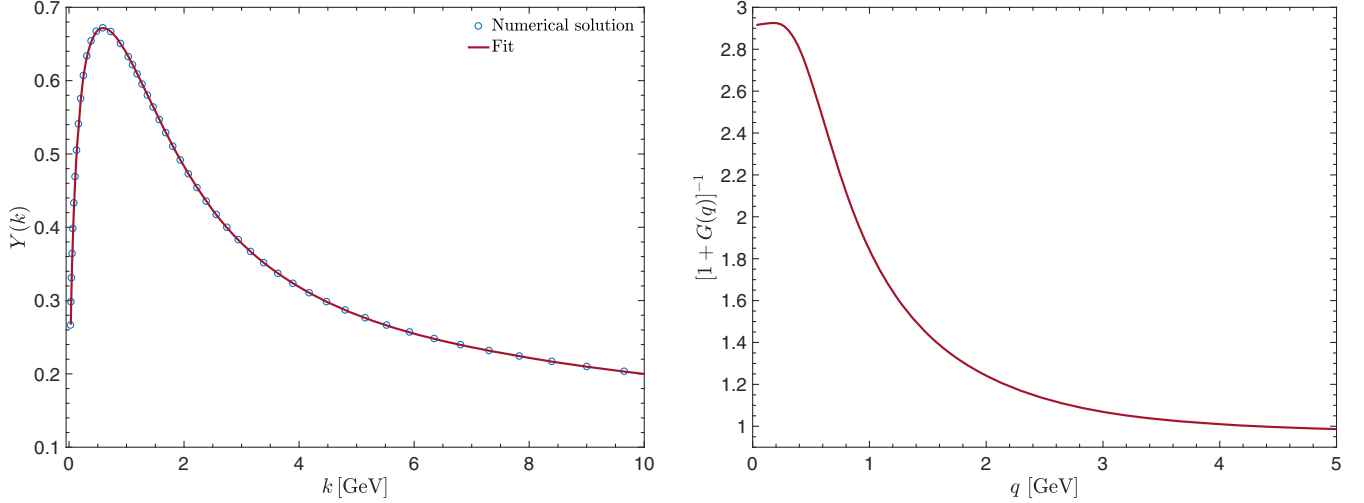 0.7
0.6
0.5
0.4
0.3
0.2
0.1
Y(k)
0 2 4 6 8 10
k [GeV]
Numerical solution
Fit
3
2.8
2.6
2.4
2.2
2
1.8
1.6
1.4
1.2
1
[1 + G(q)]⁻¹
0 1 2 3 4 5
q [GeV]